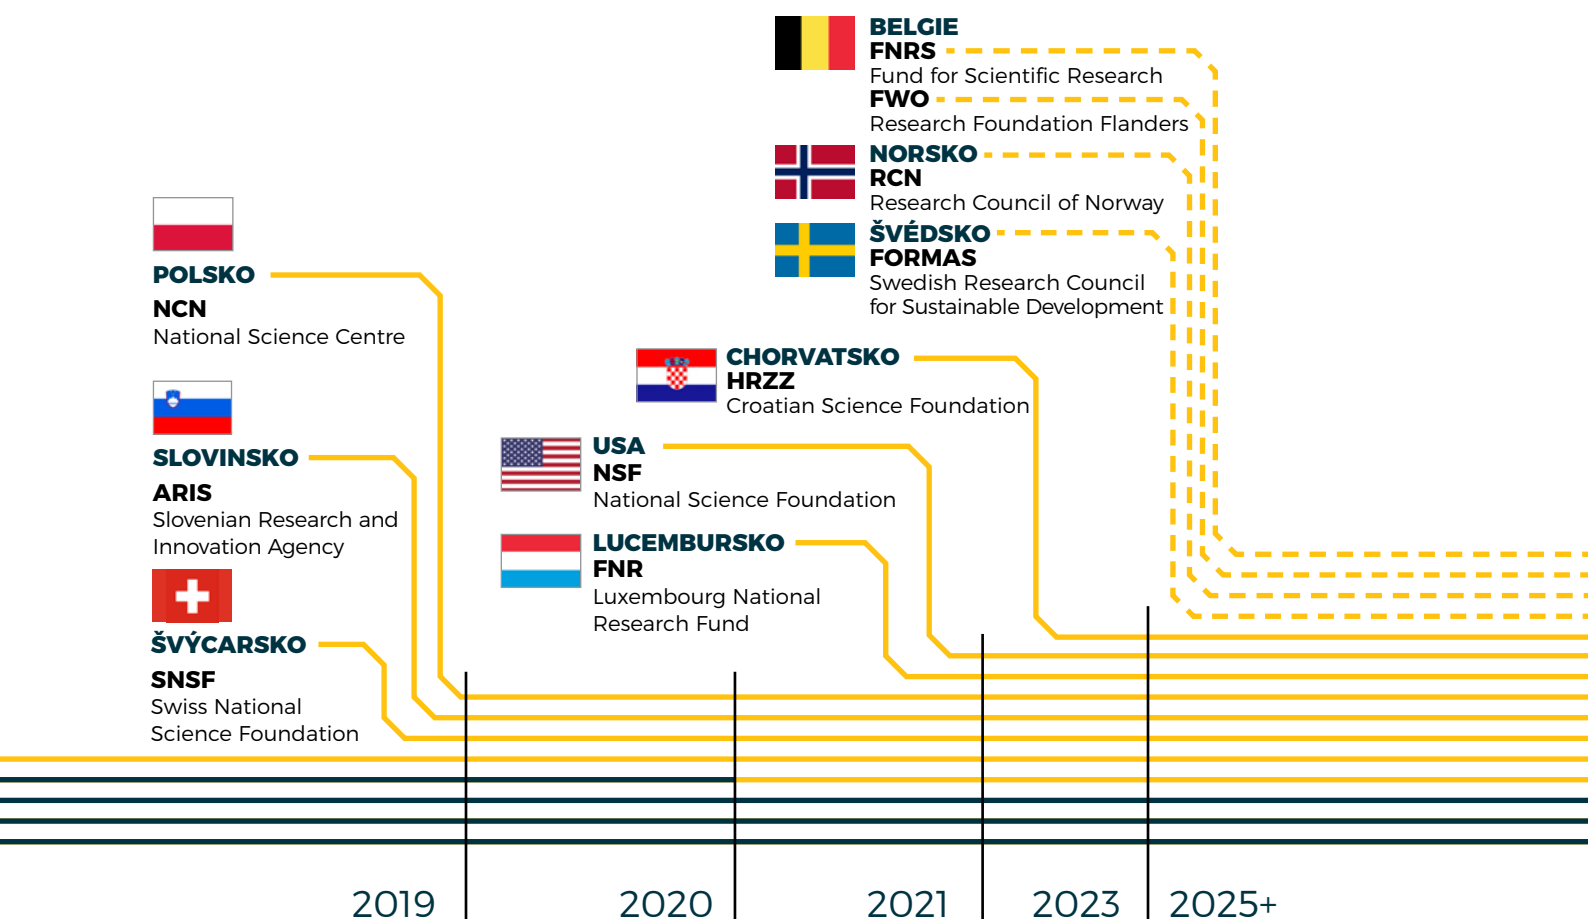 BELGIE
FNRS
Fund for Scientific Research
FWO
Research Foundation Flanders
NORSKO
RCN
Research Council of Norway
ŠVÉDSKO
FORMAS
Swedish Research Council
for Sustainable Development
POLSKO
NCN
National Science Centre
SLOVINSKO
ARIS
Slovenian Research and
Innovation Agency
ŠVÝCARSKO
SNSF
Swiss National
Science Foundation
CHORVATSKO
HRZZ
Croatian Science Foundation
USA
NSF
National Science Foundation
LUCEMBURSKO
FNR
Luxembourg National
Research Fund
2019
2020
2021
2023
2025+